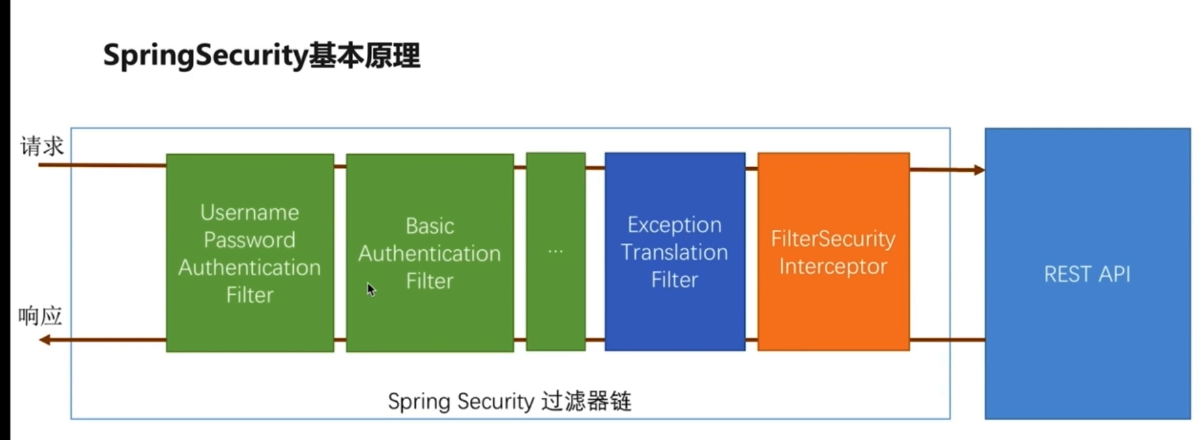 SpringSecurity基本原理
请求
Username
Password
Authentication
Filter
Basic
Authentication
Filter
...
Exception
Translation
Filter
FilterSecurity
Interceptor
REST API
响应
Spring Security 过滤器链